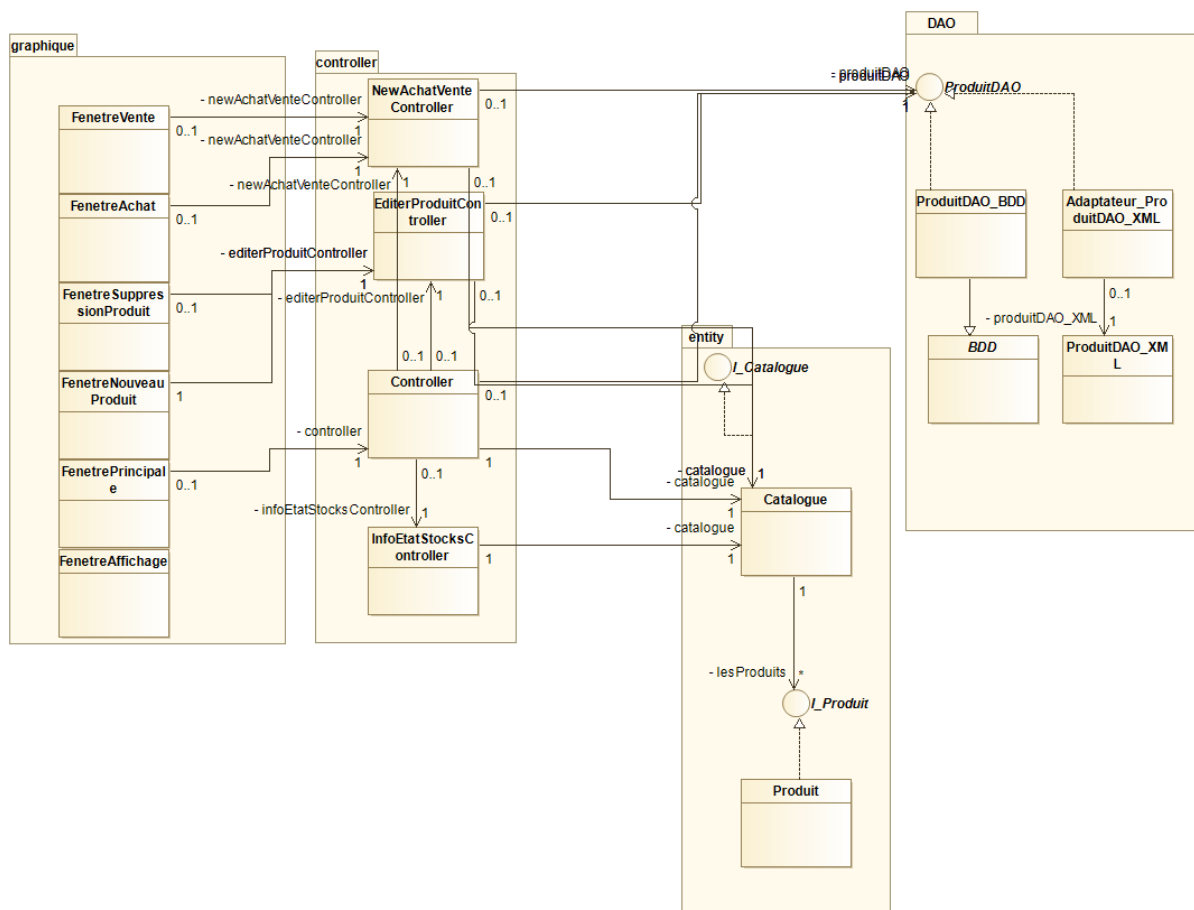 graphique
FenetreVente
0..1
FenetreAchat
0..1
FenetreSuppres
sionProduit
0..1
FenetreNouveau
Produit
1
FenetrePrincipal
e
0..1
FenetreAffichage
- newAchatVenteController
1
- newAchatVenteController
1
- newAchatVenteController
1
- editerProduitController
1
- editerProduitController
1
- controller
1
- infoEtatStocksController
1
controller
NewAchatVente
Controller
0..1
0..1
EditerProduitCon
troller
0..1
0..1
0..1
0..1
Controller
0..1
1
0..1
InfoEtatStocksC
ontroller
1
entity
I_Catalogue
- catalogue
1
- catalogue
1
- catalogue
1
Catalogue
1
- lesProduits
*
I_Produit
Produit
DAO
- produitDAO
- produitDAO
1
ProduitDAO
ProduitDAO_BDD
Adaptateur_Pro
duitDAO_XML
0..1
- produitDAO_XML
1
BDD
ProduitDAO_XM
L